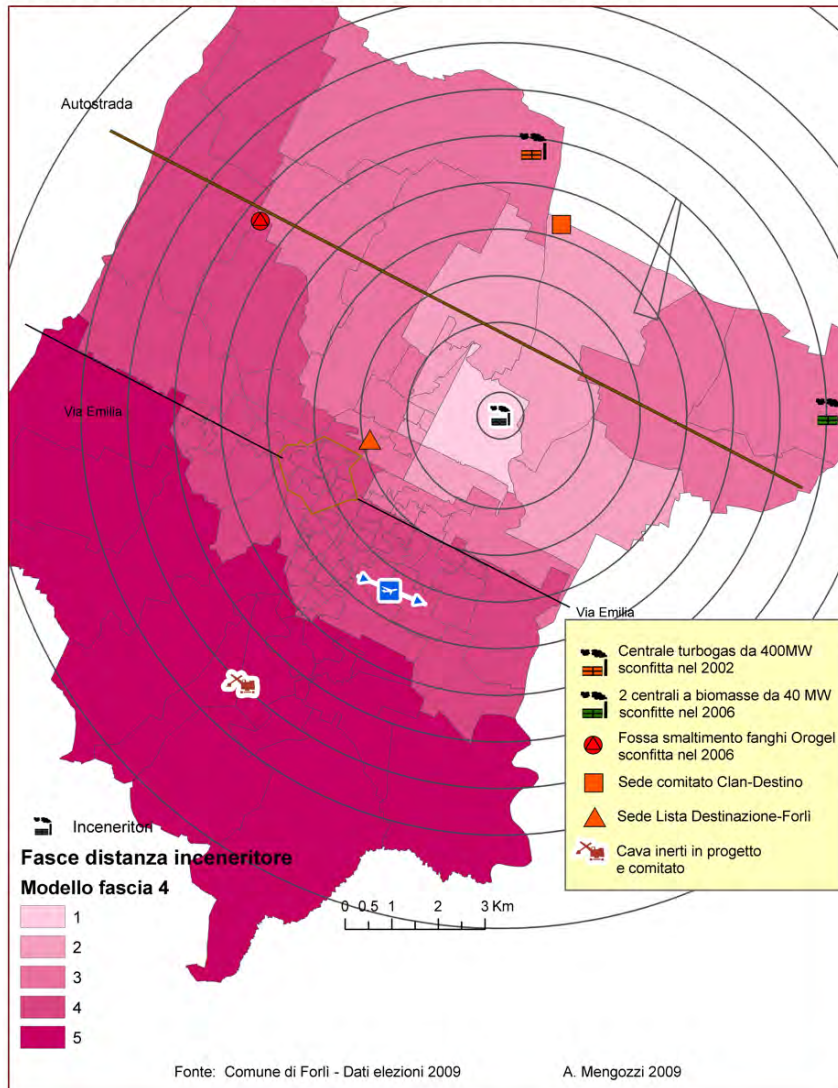 Autostrada
Via Emilia
Via Emilia
Centrale turbogas da 400MW
sconfitta nel 2002
2 centrali a biomasse da 40 MW
sconfitte nel 2006
Fossa smaltimento fanghi Orogel
sconfitta nel 2006
Sede comitato Clan-Destino
Sede Lista Destinazione-Forlì
Cava inerti in progetto
e comitato
Inceneritori
Fasce distanza inceneritore
Modello fascia 4
1
2
3
4
5
0 0,5 1 2 3 Km
Fonte: Comune di Forlì - Dati elezioni 2009 A. Mengozzi 2009